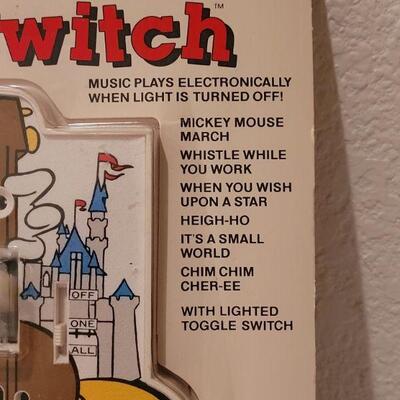 witch™
MUSIC PLAYS ELECTRONICALLY
WHEN LIGHT IS TURNED OFF!
MICKEY MOUSE
MARCH
WHISTLE WHILE
YOU WORK
WHEN YOU WISH
UPON A STAR
HEIGH-HO
IT'S A SMALL
WORLD
CHIM CHIM
CHER-EE
WITH LIGHTED
TOGGLE SWITCH
OFF
ONE
ALL